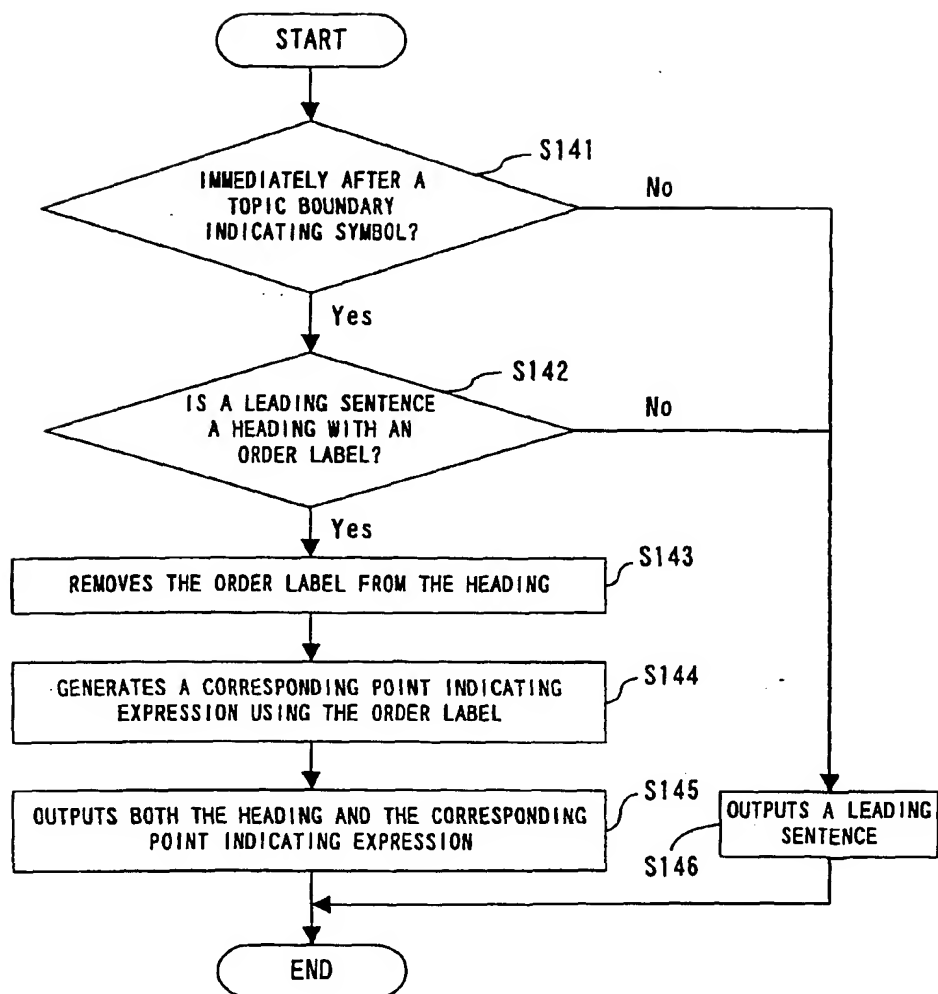 START
S141
IMMEDIATELY AFTER A
TOPIC BOUNDARY
INDICATING SYMBOL?
No
Yes
S142
IS A LEADING SENTENCE
A HEADING WITH AN
ORDER LABEL?
No
Yes
S143
REMOVES THE ORDER LABEL FROM THE HEADING
S144
GENERATES A CORRESPONDING POINT INDICATING
EXPRESSION USING THE ORDER LABEL
S145
OUTPUTS BOTH THE HEADING AND THE CORRESPONDING
POINT INDICATING EXPRESSION
OUTPUTS A LEADING
SENTENCE
S146
END